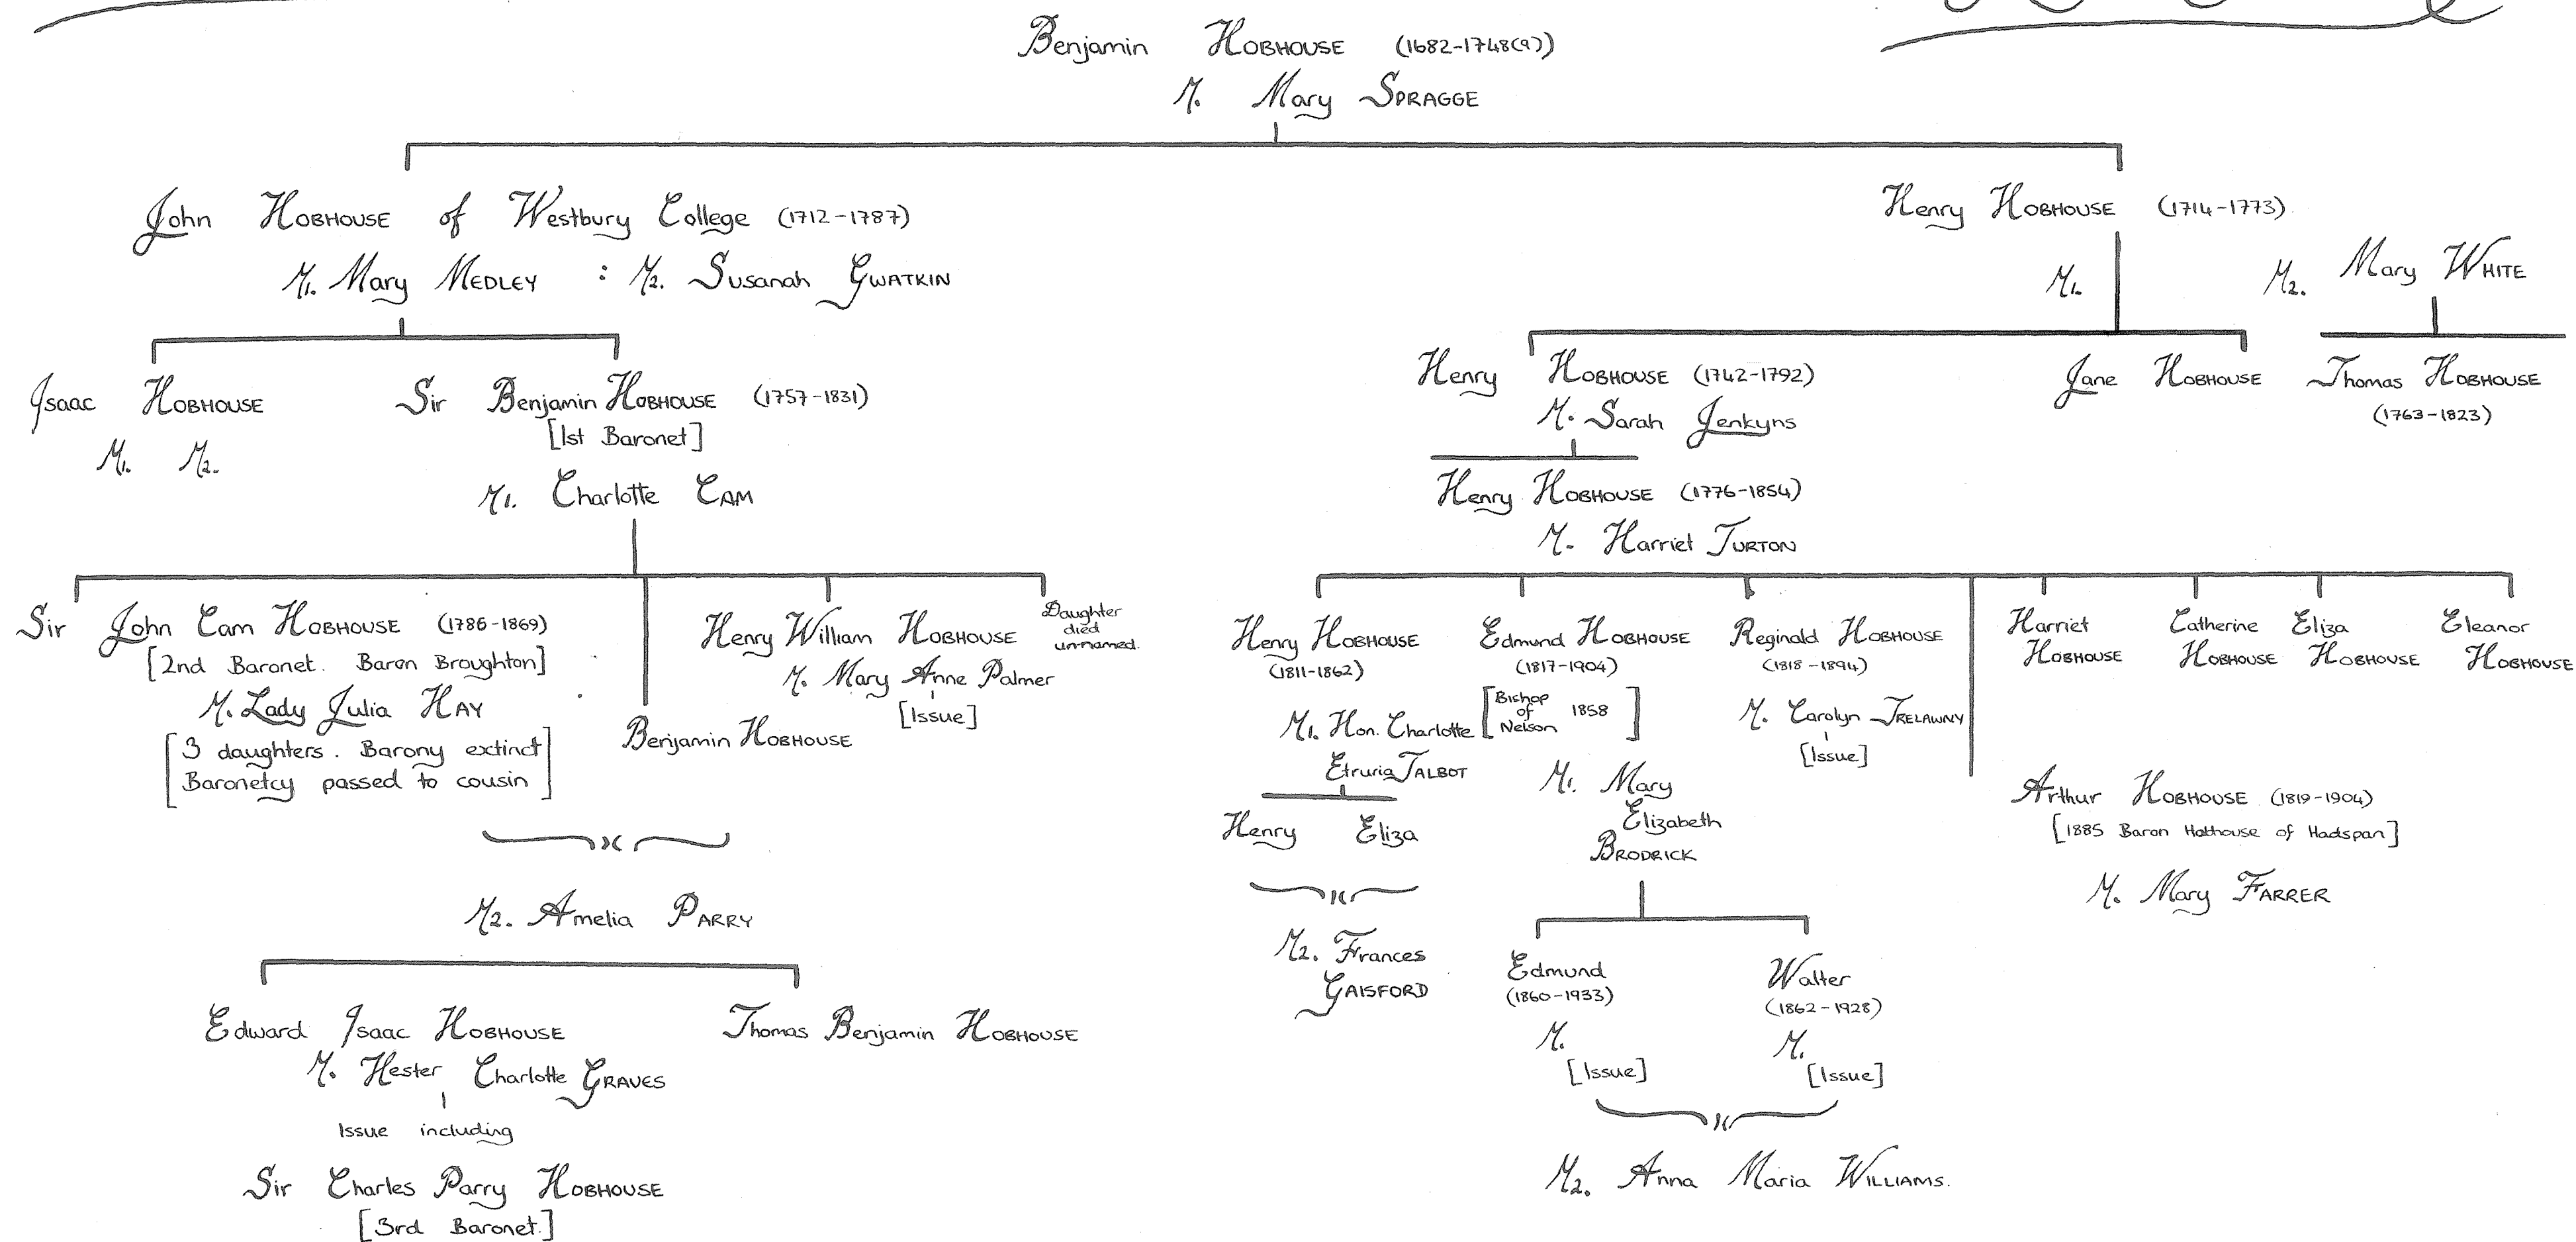 Benjamin HOBHOUSE (1682-1748(9))
M. Mary SPRAGGE
John HOBHOUSE of Westbury College (1712-1787)
M1. Mary MEDLEY : M2. Susanah GWATKIN
Henry HOBHOUSE (1714-1773)
M1.
M2. Mary WHITE
Isaac HOBHOUSE
M1. M2.
Sir Benjamin HOBHOUSE (1757-1831)
[1st Baronet]
M1. Charlotte CAM
Henry HOBHOUSE (1742-1792)
M. Sarah Jenkyns
Henry HOBHOUSE (1776-1854)
M. Harriet TURTON
Jane HOBHOUSE
Thomas HOBHOUSE
(1763-1823)
Sir John Cam HOBHOUSE (1786-1869)
[2nd Baronet. Baron Broughton]
M. Lady Julia HAY
[3 daughters. Barony extinct
Baronetcy passed to cousin]
Benjamin HOBHOUSE
Henry William HOBHOUSE
M. Mary Anne Palmer
[Issue]
Daughter
died
unnamed.
M2. Amelia PARRY
Edward Isaac HOBHOUSE
M. Hester Charlotte GRAVES
Issue including
Sir Charles Parry HOBHOUSE
[3rd Baronet.]
Thomas Benjamin HOBHOUSE
Henry HOBHOUSE
(1811-1862)
M1. Hon. Charlotte
Etruria TALBOT
Henry Eliza
M2. Frances
GAISFORD
Edmund HOBHOUSE
(1817-1904)
[Bishop
of 1858
Nelson]
M1. Mary
Elizabeth
BRODRICK
Edmund
(1860-1933)
M.
[Issue]
Walter
(1862-1928)
M.
[Issue]
M2. Anna Maria WILLIAMS.
Reginald HOBHOUSE
(1818-1894)
M. Carolyn TRELAWNY
[Issue]
Arthur HOBHOUSE (1819-1904)
[1885 Baron Hobhouse of Hadspan]
M. Mary FARRER
Harriet
HOBHOUSE
Catherine
HOBHOUSE
Eliza
HOBHOUSE
Eleanor
HOBHOUSE